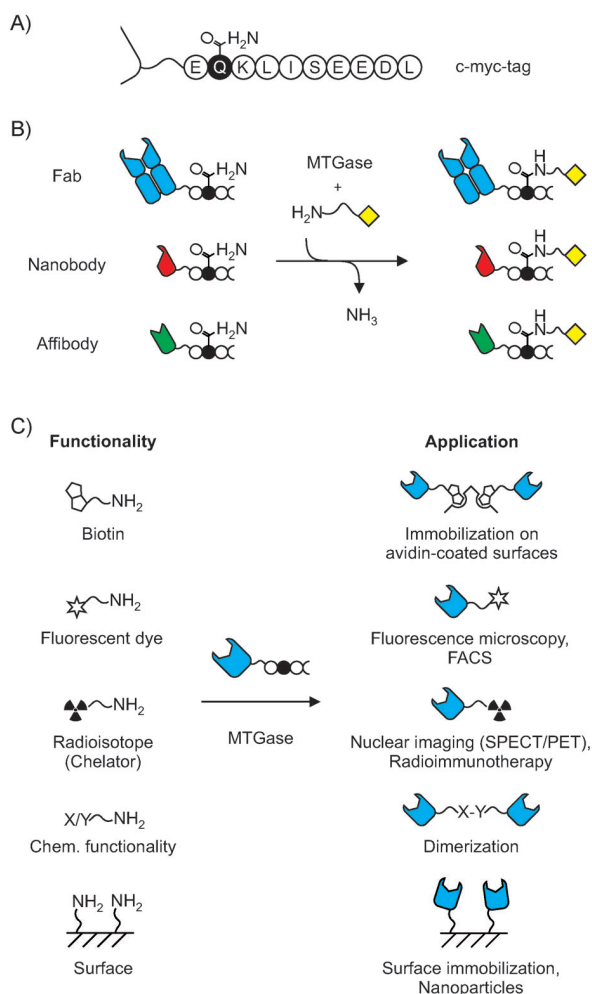 A)
O H₂N
E Q K L I S E E D L
c-myc-tag
B)
Fab
O H₂N
MTGase
+
H₂N
O H N
Nanobody
O H₂N
O H N
NH₃
Affibody
O H₂N
O H N
C)
Functionality
Application
NH₂
Biotin
Immobilization on
avidin-coated surfaces
NH₂
Fluorescent dye
Fluorescence microscopy,
FACS
NH₂
Radioisotope
(Chelator)
MTGase
Nuclear imaging (SPECT/PET),
Radioimmunotherapy
X/Y NH₂
X-Y
Chem. functionality
Dimerization
NH₂ NH₂
Surface
Surface immobilization,
Nanoparticles